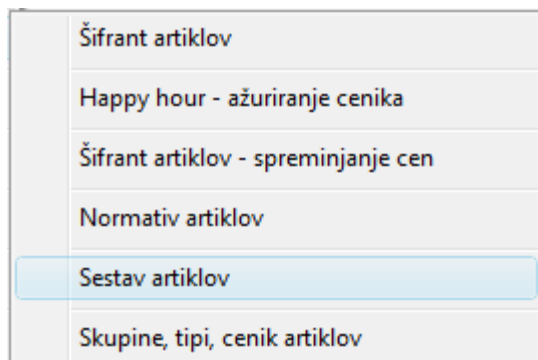 Šifrant artiklov
Happy hour - ažuriranje cenika
Šifrant artiklov - spreminjanje cen
Normativ artiklov
Sestav artiklov
Skupine, tipi, cenik artiklov